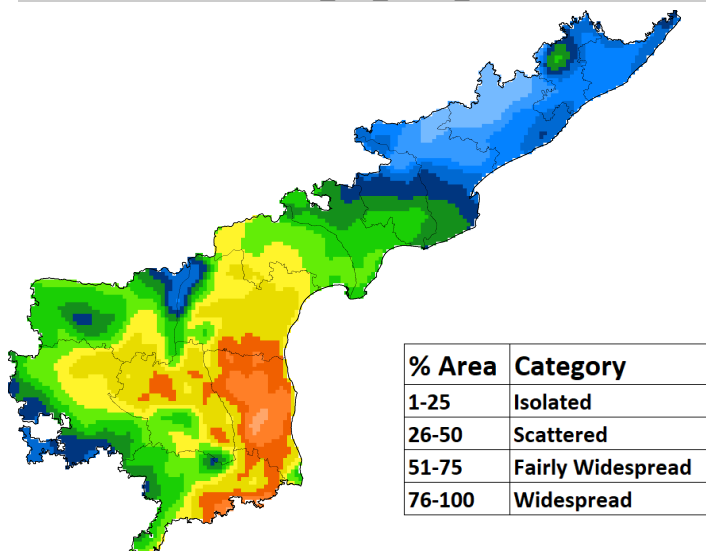 % Area Category
1-25 Isolated
26-50 Scattered
51-75 Fairly Widespread
76-100 Widespread